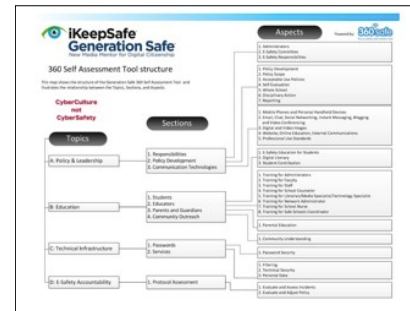 iKeepSafe
Generation Safe
New Media Mentor for Digital Citizenship
360 Self Assessment Tool structure
This map shows the structure of the Generation Safe 360 Self Assessment Tool and
illustrates the relationship between the Topics, Sections, and Aspects.
CyberCulture
not
CyberSafety
Topics
A: Policy & Leadership
B: Education
C: Technical Infrastructure
D: E-Safety Accountability
Sections
1. Responsibilities
2. Policy Development
3. Communication Technologies
1. Students
2. Educators
3. Parents and Guardians
4. Community Outreach
1. Passwords
2. Services
1. Protocol Assessment
Aspects
Powered by
360 safe
1. Administrators
2. E-Safety Committee
3. E-Safety Responsibilities
1. Policy Development
2. Policy Scope
3. Acceptable Use Policies
4. Self Evaluation
5. Whole School
6. Disciplinary Action
7. Reporting
1. Mobile Phones and Personal Handheld Devices
2. Email, Chat, Social Networking, Instant Messaging, Blogging
and Video Conferencing
3. Digital and Video Images
4. Websites, Online Education, External Communications
5. Professional Use Standards
1. E-Safety Education for Students
2. Digital Literacy
3. Student Contribution
1. Training for Administrators
2. Training for Faculty
3. Training for Staff
4. Training for School Counselor
5. Training for Librarian/Media Specialist/Technology Specialist
6. Training for Network Administrator
7. Training for School Nurse
8. Training for Safe Schools Coordinator
1. Parental Education
1. Community Understanding
1. Password Security
1. Filtering
2. Technical Security
3. Personal Data
1. Evaluate and Assess Incidents
2. Evaluate and Adjust Policy